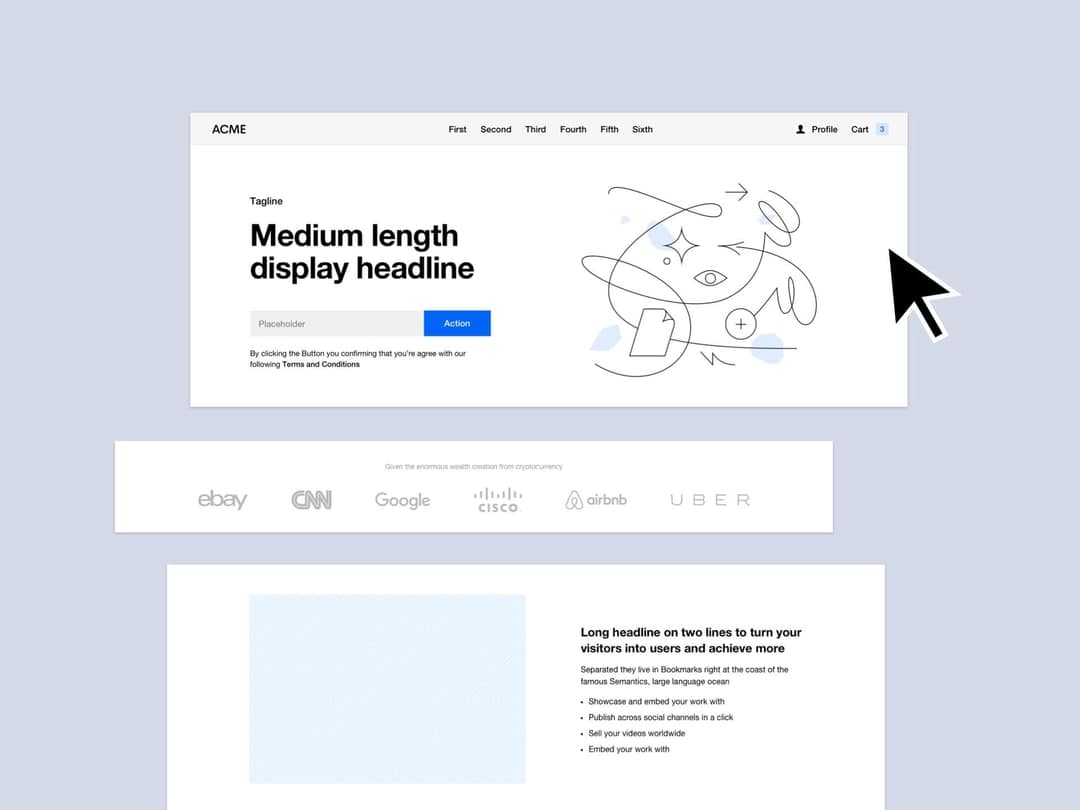 ACME
First Second Third Fourth Fifth Sixth
Profile Cart 3
Tagline
Medium length
display headline
Placeholder
Action
By clicking the Button you confirming that you're agree with our
following Terms and Conditions
Given the enormous wealth creation from cryptocurrency
ebay CNN Google CISCO airbnb UBER
Long headline on two lines to turn your
visitors into users and achieve more
Separated they live in Bookmarks right at the coast of the
famous Semantics, large language ocean
• Showcase and embed your work with
• Publish across social channels in a click
• Sell your videos worldwide
• Embed your work with